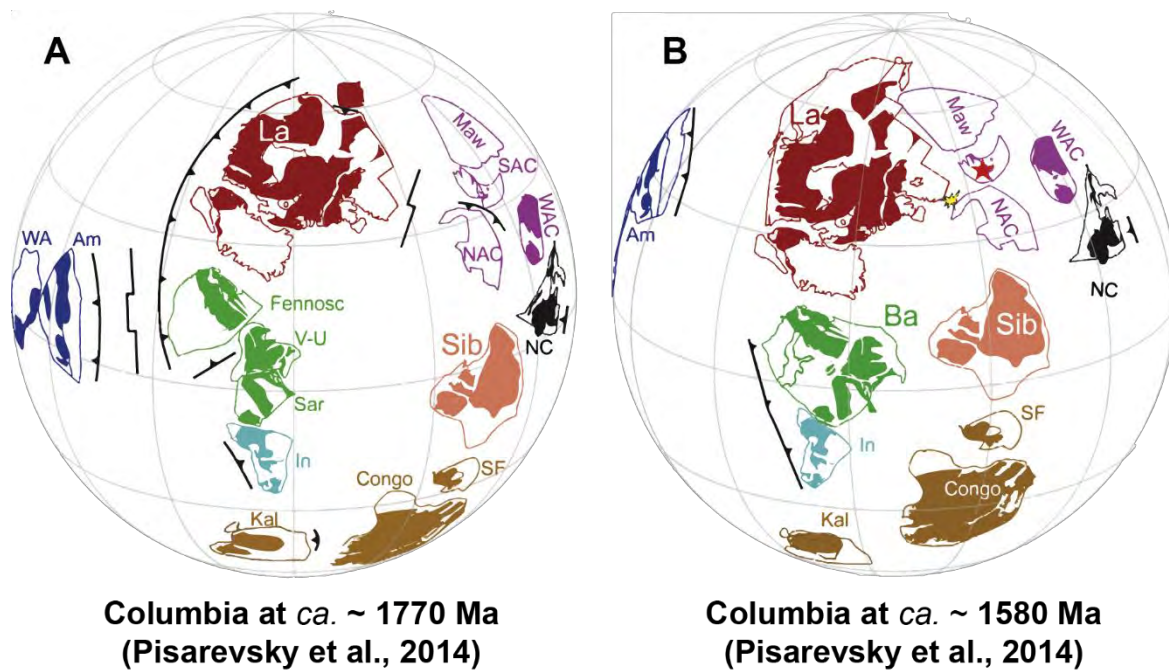 A
La
Maw
SAC
WAC
NAC
WA
Am
NC
Fennosc
V-U
Sib
Sar
In
SF
Congo
Kal
B
La
Maw
WAC
NAC
Am
NC
Ba
Sib
SF
In
Congo
Kal
Columbia at ca. ~ 1770 Ma
(Pisarevsky et al., 2014)
Columbia at ca. ~ 1580 Ma
(Pisarevsky et al., 2014)